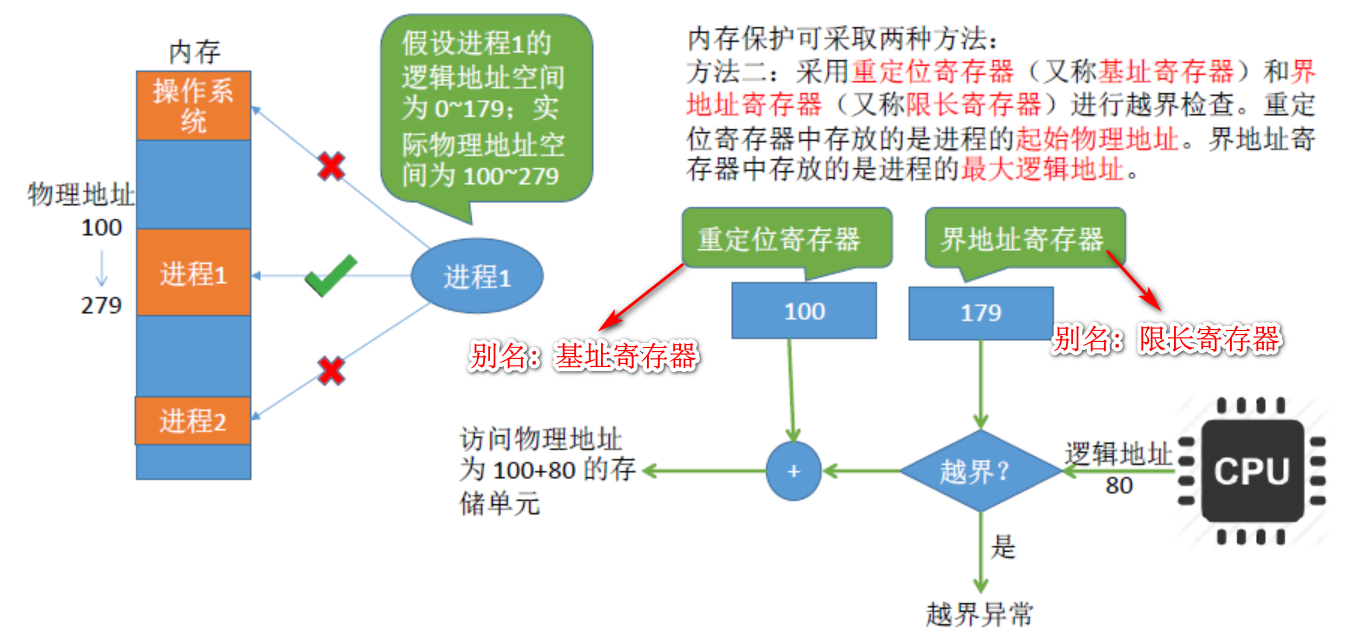 内存
操作系
统
物理地址
100
279
进程1
进程2
假设进程1的
逻辑地址空间
为 0~179；实
际物理地址空
间为 100~279
进程1
内存保护可采取两种方法：
方法二：采用重定位寄存器（又称基址寄存器）和界
地址寄存器（又称限长寄存器）进行越界检查。重定
位寄存器中存放的是进程的起始物理地址。界地址寄
存器中存放的是进程的最大逻辑地址。
重定位寄存器
界地址寄存器
100
179
别名：基址寄存器
别名：限长寄存器
访问物理地址
为 100+80 的存
储单元
+
越界？
逻辑地址
80
CPU
是
越界异常